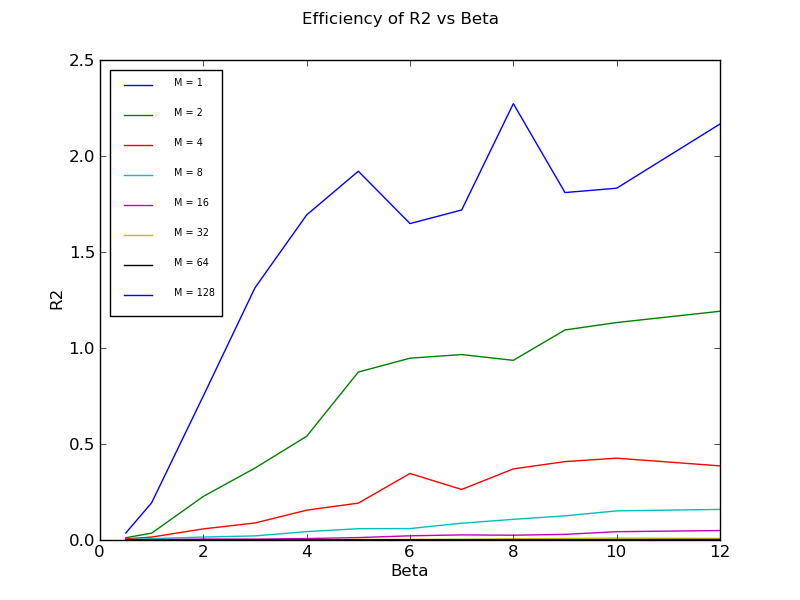 Efficiency of R2 vs Beta
2.5
2.0
1.5
1.0
0.5
0.0
R2
M = 1
M = 2
M = 4
M = 8
M = 16
M = 32
M = 64
M = 128
0 2 4 6 8 10 12
Beta